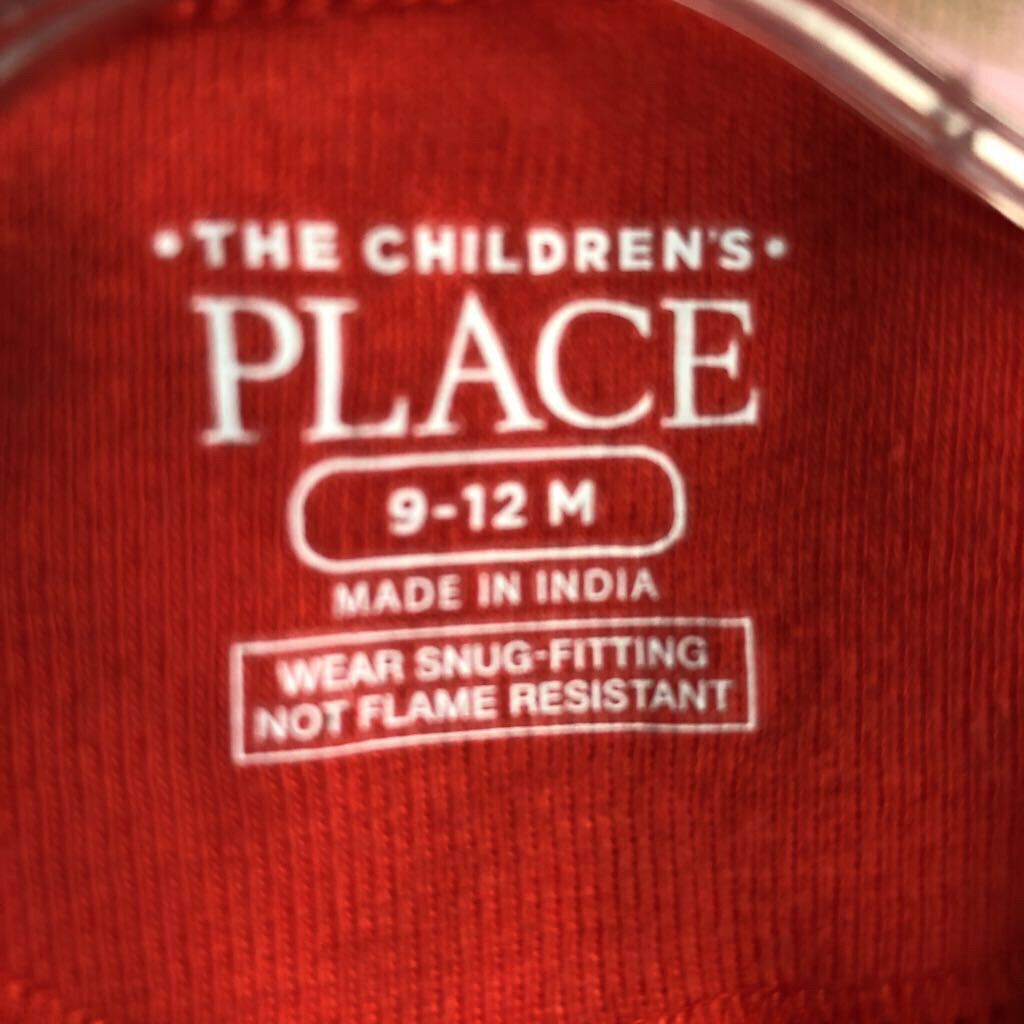 • THE CHILDREN'S •
PLACE
9-12 M
MADE IN INDIA
WEAR SNUG-FITTING
NOT FLAME RESISTANT